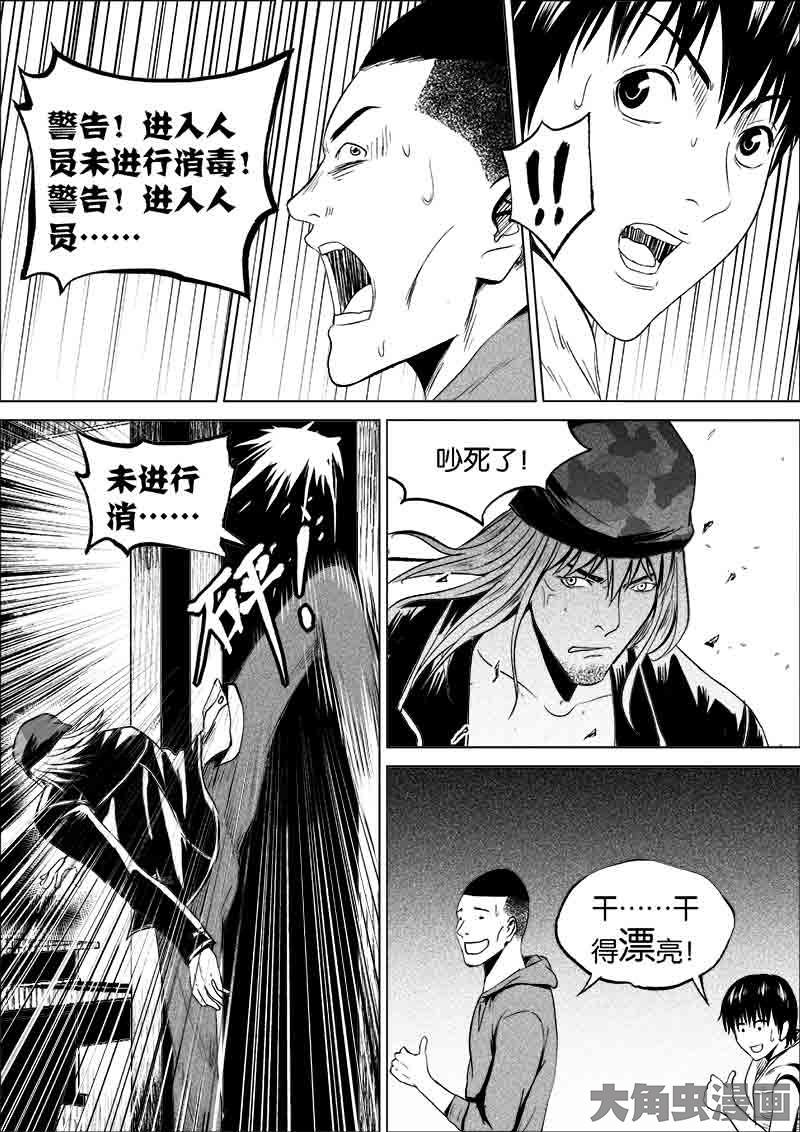 警告！进入人
员未进行消毒！
警告！进入人
员……
!!
未进行
消……
砰！
吵死了！
干……干
得漂亮！
大角虫漫画